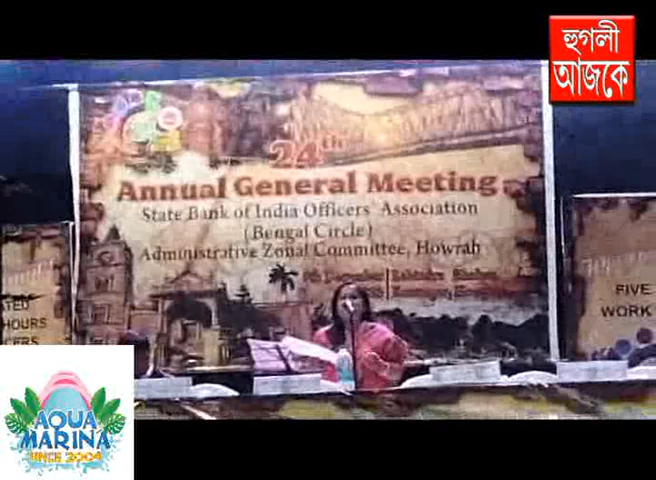 হুগলী
আজকে
24th
Annual General Meeting
State Bank of India Officers' Association
(Bengal Circle)
Administrative Zonal Committee, Howrah
HOURS
FIVE
WORK
AQUA
MARINA
SINCE 2004